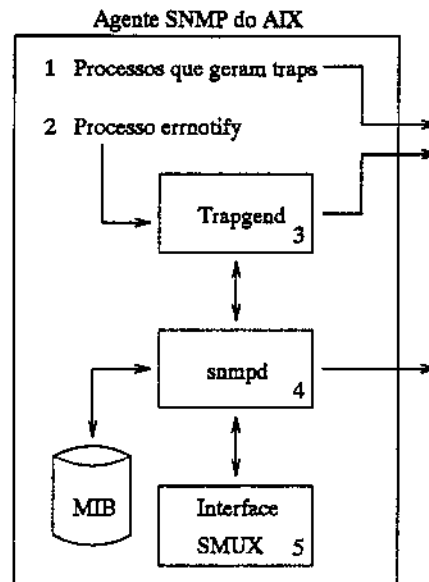 Agente SNMP do AIX
1 Processos que geram traps
2 Processo errnotify
Trapgend
3
snmpd
4
MIB
Interface
SMUX
5